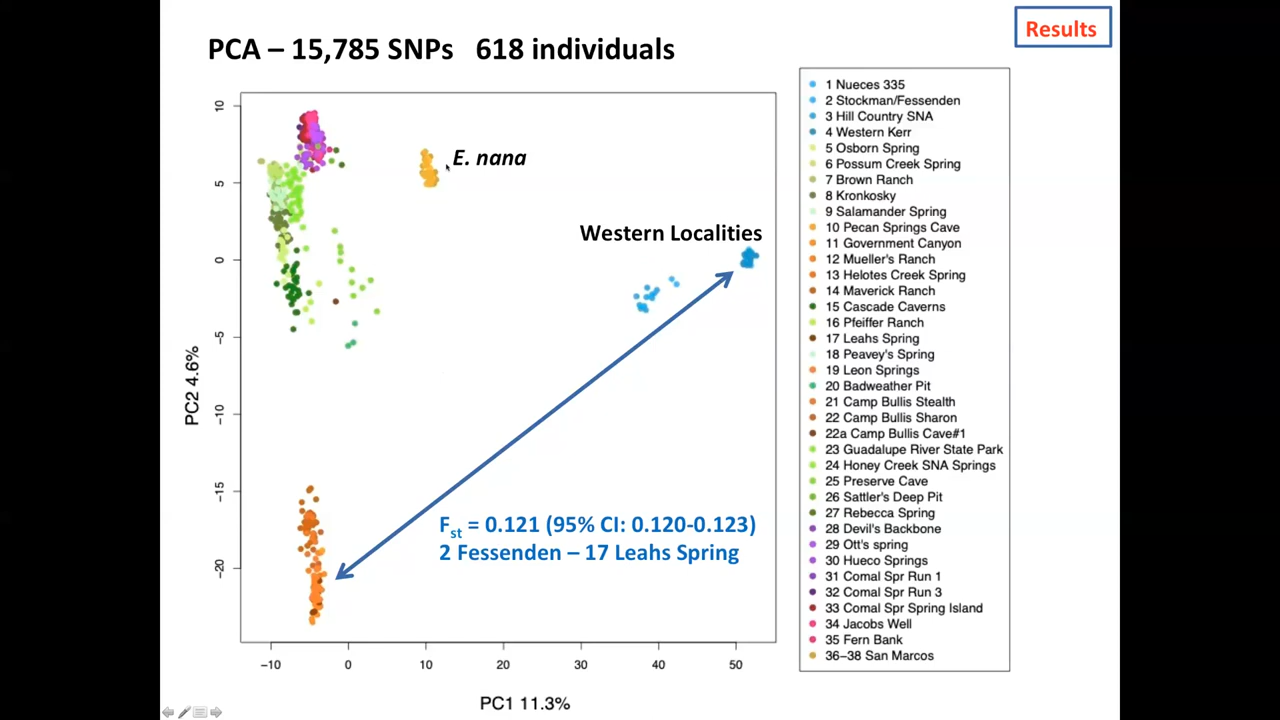 Results
PCA – 15,785 SNPs 618 individuals
10
5
0
-5
-10
-15
-20
PC2 4.6%
-10
0
10
20
30
40
50
PC1 11.3%
E. nana
Western Localities
Fst = 0.121 (95% CI: 0.120-0.123)
2 Fessenden – 17 Leahs Spring
1 Nueces 335
2 Stockman/Fessenden
3 Hill Country SNA
4 Western Kerr
5 Osborn Spring
6 Possum Creek Spring
7 Brown Ranch
8 Kronkosky
9 Salamander Spring
10 Pecan Springs Cave
11 Government Canyon
12 Mueller's Ranch
13 Helotes Creek Spring
14 Maverick Ranch
15 Cascade Caverns
16 Pfeiffer Ranch
17 Leahs Spring
18 Peavey's Spring
19 Leon Springs
20 Badweather Pit
21 Camp Bullis Stealth
22 Camp Bullis Sharon
22a Camp Bullis Cave#1
23 Guadalupe River State Park
24 Honey Creek SNA Springs
25 Preserve Cave
26 Sattler's Deep Pit
27 Rebecca Spring
28 Devil's Backbone
29 Ott's spring
30 Hueco Springs
31 Comal Spr Run 1
32 Comal Spr Run 3
33 Comal Spr Spring Island
34 Jacobs Well
35 Fern Bank
36–38 San Marcos